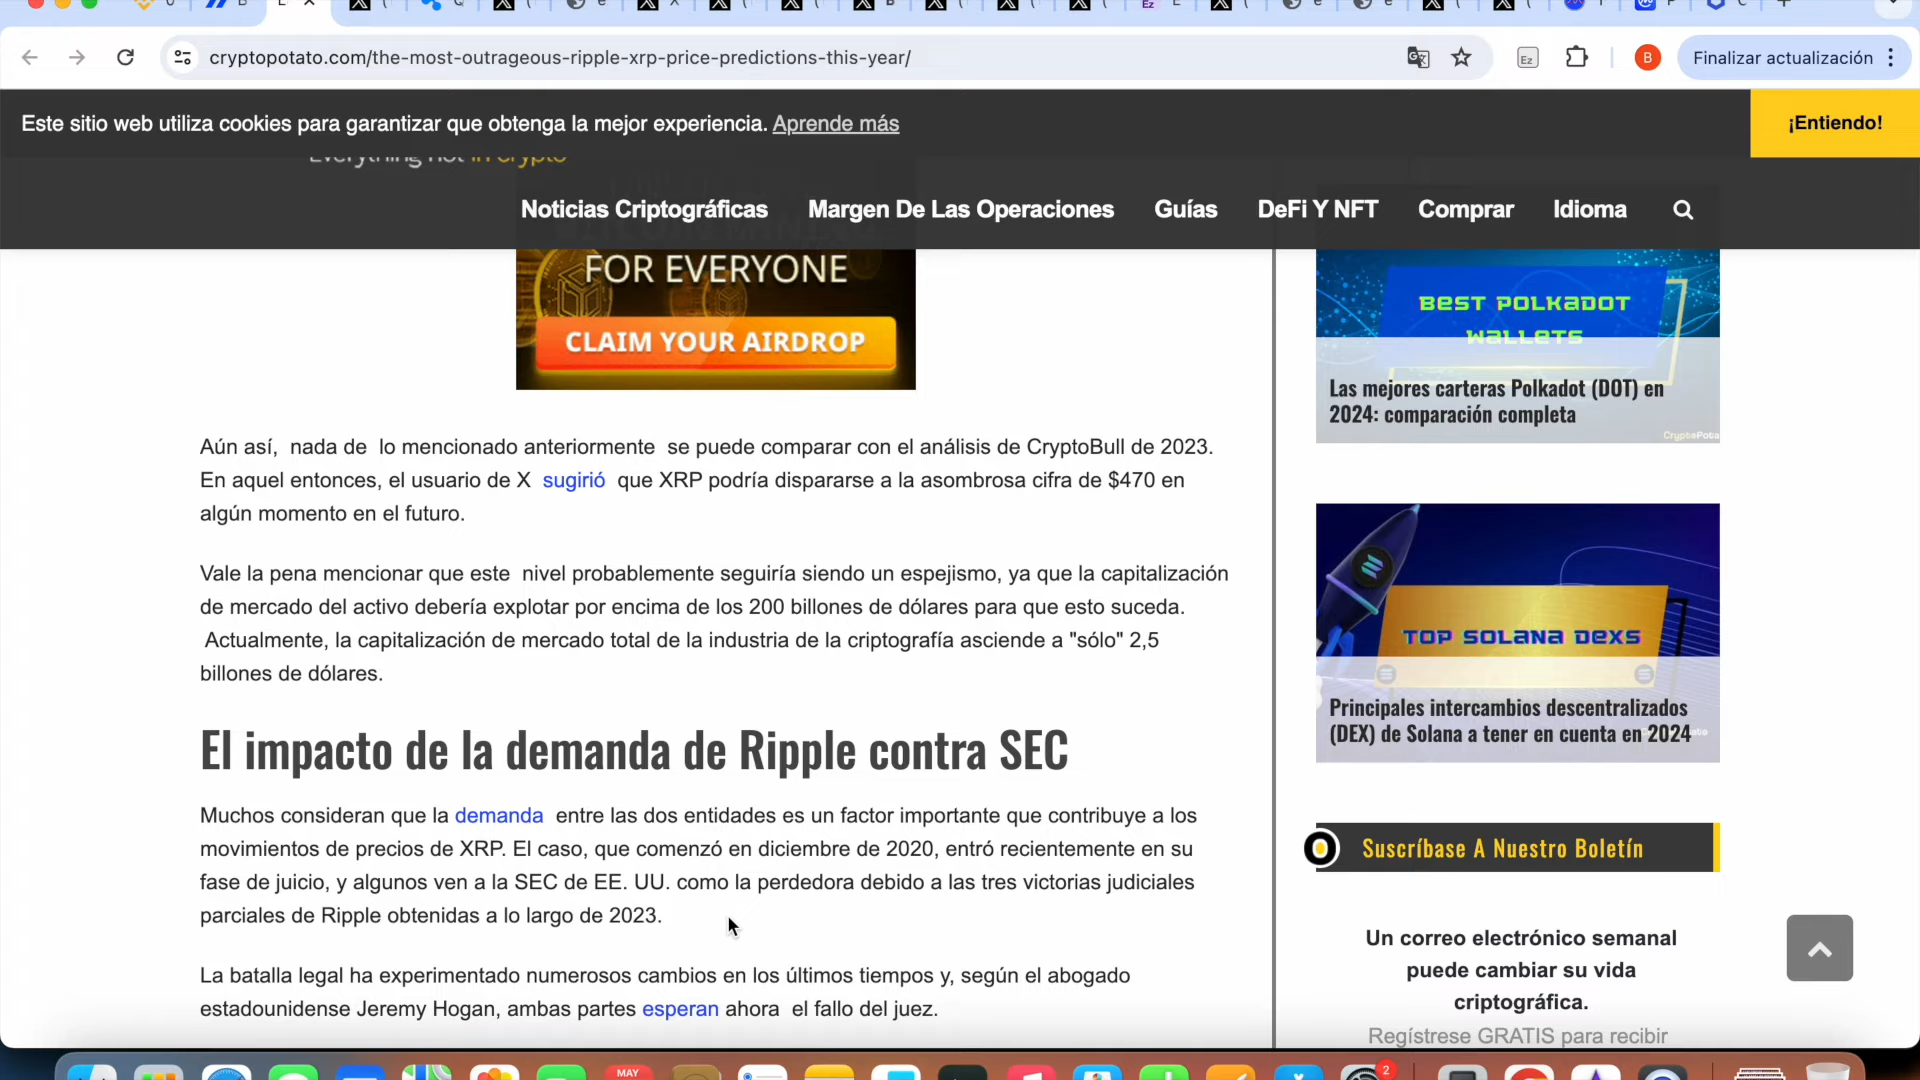 cryptopotato.com/the-most-outrageous-ripple-xrp-price-predictions-this-year/
Ez
B
Finalizar actualización
Este sitio web utiliza cookies para garantizar que obtenga la mejor experiencia. Aprende más
¡Entiendo!
Everything hot in crypto
Noticias Criptográficas
Margen De Las Operaciones
Guías
DeFi Y NFT
Comprar
Idioma
FOR EVERYONE
CLAIM YOUR AIRDROP
Aún así, nada de lo mencionado anteriormente se puede comparar con el análisis de CryptoBull de 2023.
En aquel entonces, el usuario de X sugirió que XRP podría dispararse a la asombrosa cifra de $470 en
algún momento en el futuro.
Vale la pena mencionar que este nivel probablemente seguiría siendo un espejismo, ya que la capitalización
de mercado del activo debería explotar por encima de los 200 billones de dólares para que esto suceda.
Actualmente, la capitalización de mercado total de la industria de la criptografía asciende a "sólo" 2,5
billones de dólares.
El impacto de la demanda de Ripple contra SEC
Muchos consideran que la demanda entre las dos entidades es un factor importante que contribuye a los
movimientos de precios de XRP. El caso, que comenzó en diciembre de 2020, entró recientemente en su
fase de juicio, y algunos ven a la SEC de EE. UU. como la perdedora debido a las tres victorias judiciales
parciales de Ripple obtenidas a lo largo de 2023.
La batalla legal ha experimentado numerosos cambios en los últimos tiempos y, según el abogado
estadounidense Jeremy Hogan, ambas partes esperan ahora el fallo del juez.
BEST POLKADOT
WALLETS
Las mejores carteras Polkadot (DOT) en
2024: comparación completa
CryptoPota
TOP SOLANA DEXS
Principales intercambios descentralizados
(DEX) de Solana a tener en cuenta en 2024
Suscríbase A Nuestro Boletín
Un correo electrónico semanal
puede cambiar su vida
criptográfica.
Regístrese GRATIS para recibir
MAY
2